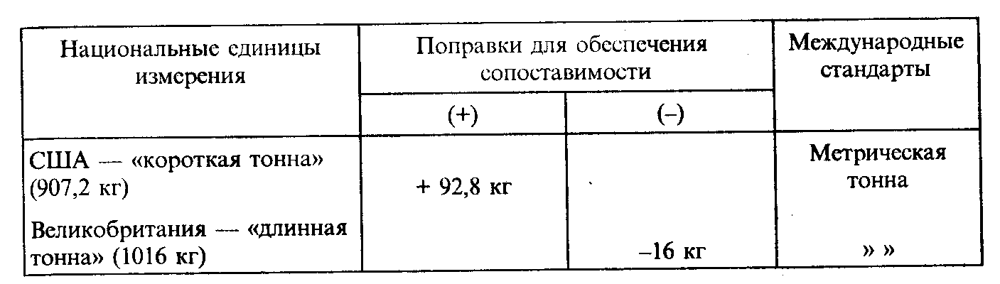 Национальные единицы
измерения
Поправки для обеспечения
сопоставимости
Международные
стандарты
(+)
(–)
США — «короткая тонна»
(907,2 кг)
+ 92,8 кг
Метрическая
тонна
Великобритания — «длинная
тонна» (1016 кг)
–16 кг
» »